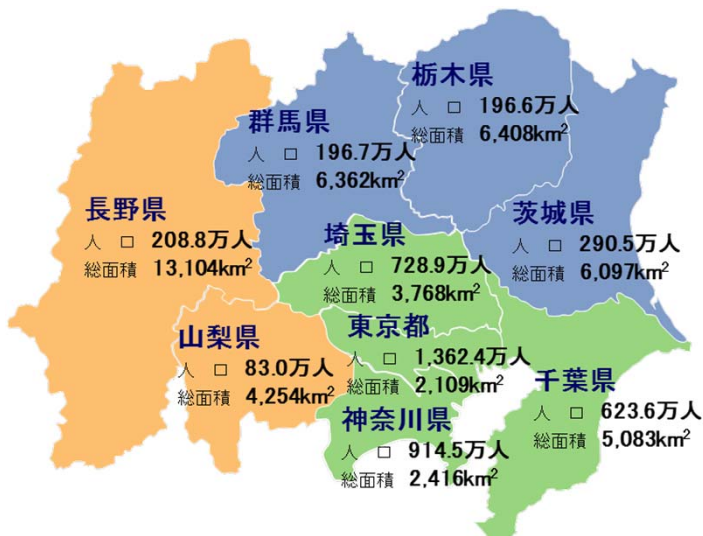 栃木県
人 口 196.6万人
総面積 6,408km²
群馬県
人 口 196.7万人
総面積 6,362km²
長野県
人 口 208.8万人
総面積 13,104km²
茨城県
人 口 290.5万人
総面積 6,097km²
埼玉県
人 口 728.9万人
総面積 3,768km²
山梨県
人 口 83.0万人
総面積 4,254km²
東京都
人 口 1,362.4万人
総面積 2,109km²
千葉県
人 口 623.6万人
総面積 5,083km²
神奈川県
人 口 914.5万人
総面積 2,416km²